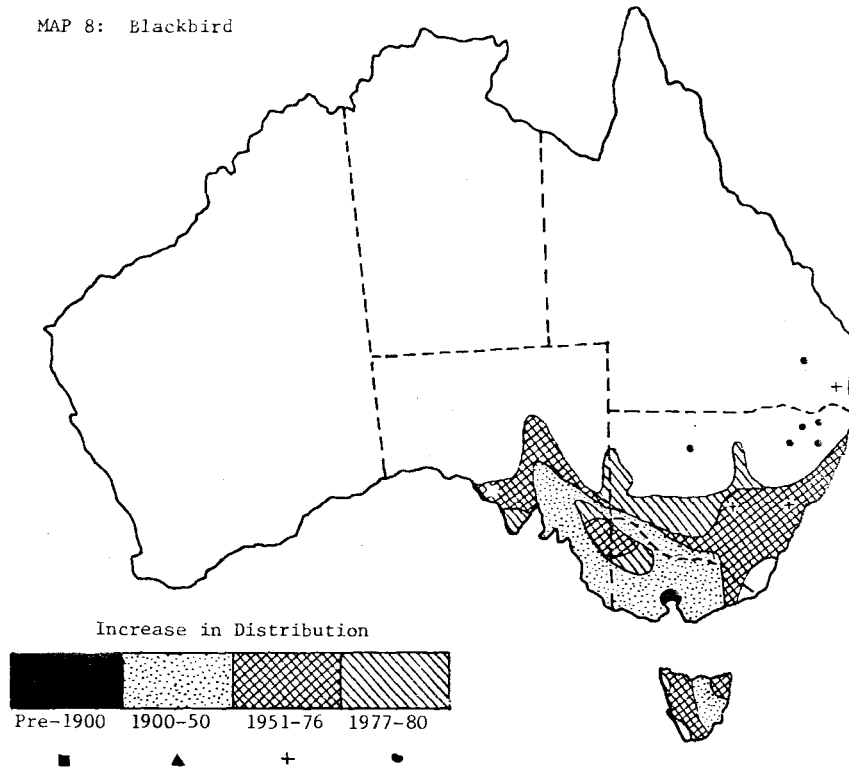 MAP 8: Blackbird
Increase in Distribution
Pre-1900 1900-50 1951-76 1977-80